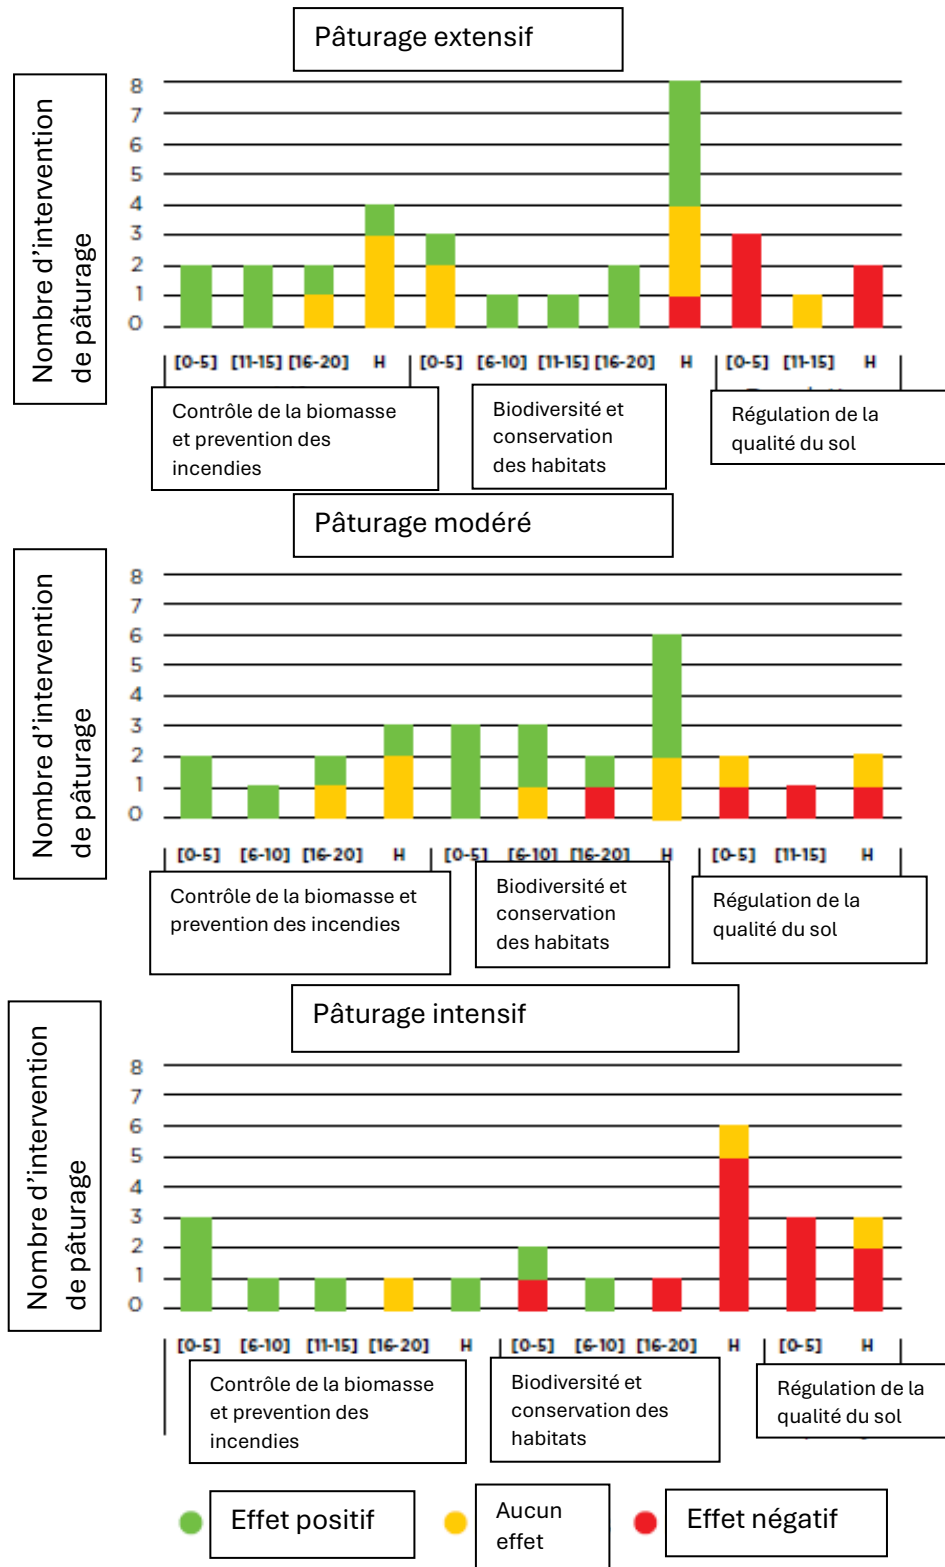 Pâturage extensif
Nombre d'intervention
de pâturage
8
7
6
5
4
3
2
1
0
[0-5] [11-15] [16-20] H [0-5] [6-10] [11-15] [16-20] H [0-5] [11-15] H
Contrôle de la biomasse
et prevention des
incendies
Biodiversité et
conservation
des habitats
Régulation de la
qualité du sol
Pâturage modéré
Nombre d'intervention
de pâturage
8
7
6
5
4
3
2
1
0
[0-5] [6-10] [16-20] H [0-5] [6-10] [16-20] H [0-5] [11-15] H
Contrôle de la biomasse et
prevention des incendies
Biodiversité et
conservation
des habitats
Régulation de la
qualité du sol
Pâturage intensif
Nombre d'intervention
de pâturage
8
7
6
5
4
3
2
1
0
[0-5] [6-10] [11-15] [16-20] H [0-5] [6-10] [16-20] H [0-5] H
Contrôle de la biomasse
et prevention des
incendies
Biodiversité et
conservation des
habitats
Régulation de la
qualité du sol
Effet positif
Aucun
effet
Effet négatif